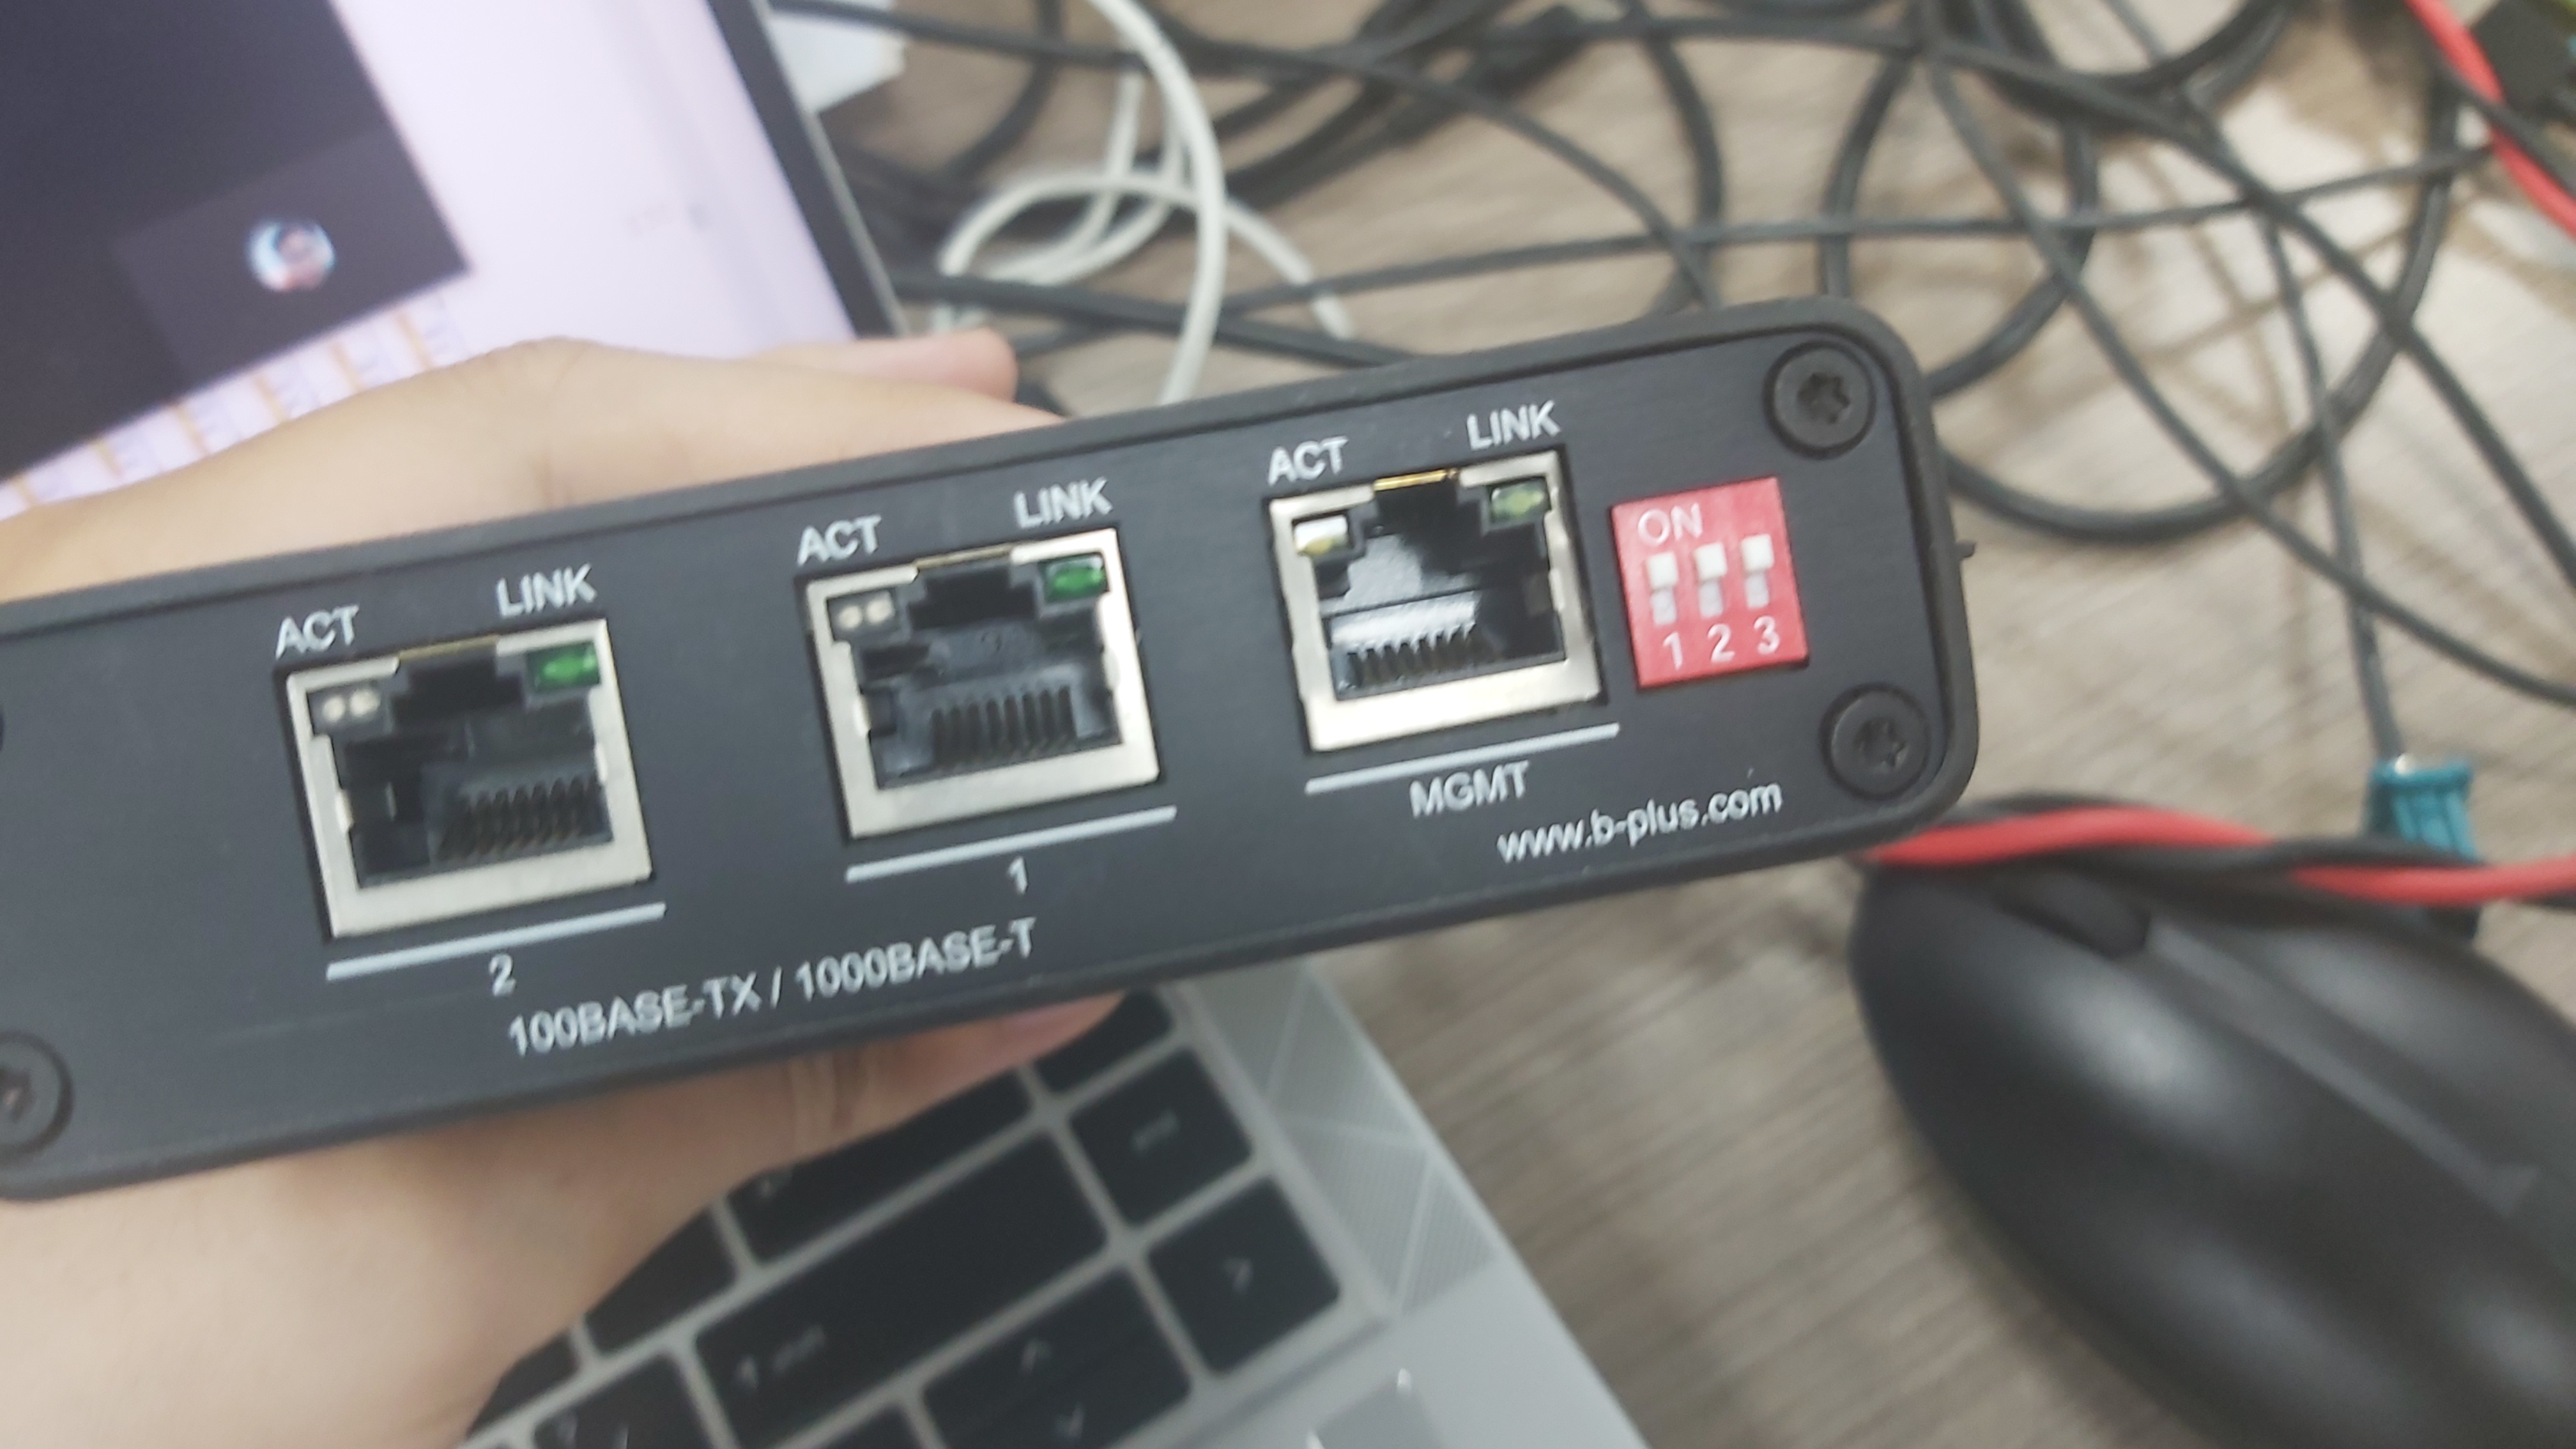 ACT LINK
ACT LINK
ACT LINK
ON
1 2 3
2
1
MGMT
100BASE-TX / 1000BASE-T
www.b-plus.com